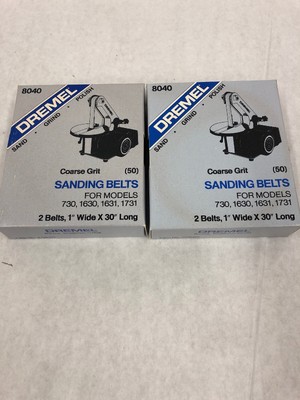 8040
DREMEL
SAND • GRIND • POLISH
Coarse Grit (50)
SANDING BELTS
FOR MODELS
730, 1630, 1631, 1731
2 Belts, 1" Wide X 30" Long
8040
DREMEL
SAND • GRIND • POLISH
Coarse Grit (50)
SANDING BELTS
FOR MODELS
730, 1630, 1631, 1731
2 Belts, 1" Wide X 30" Long